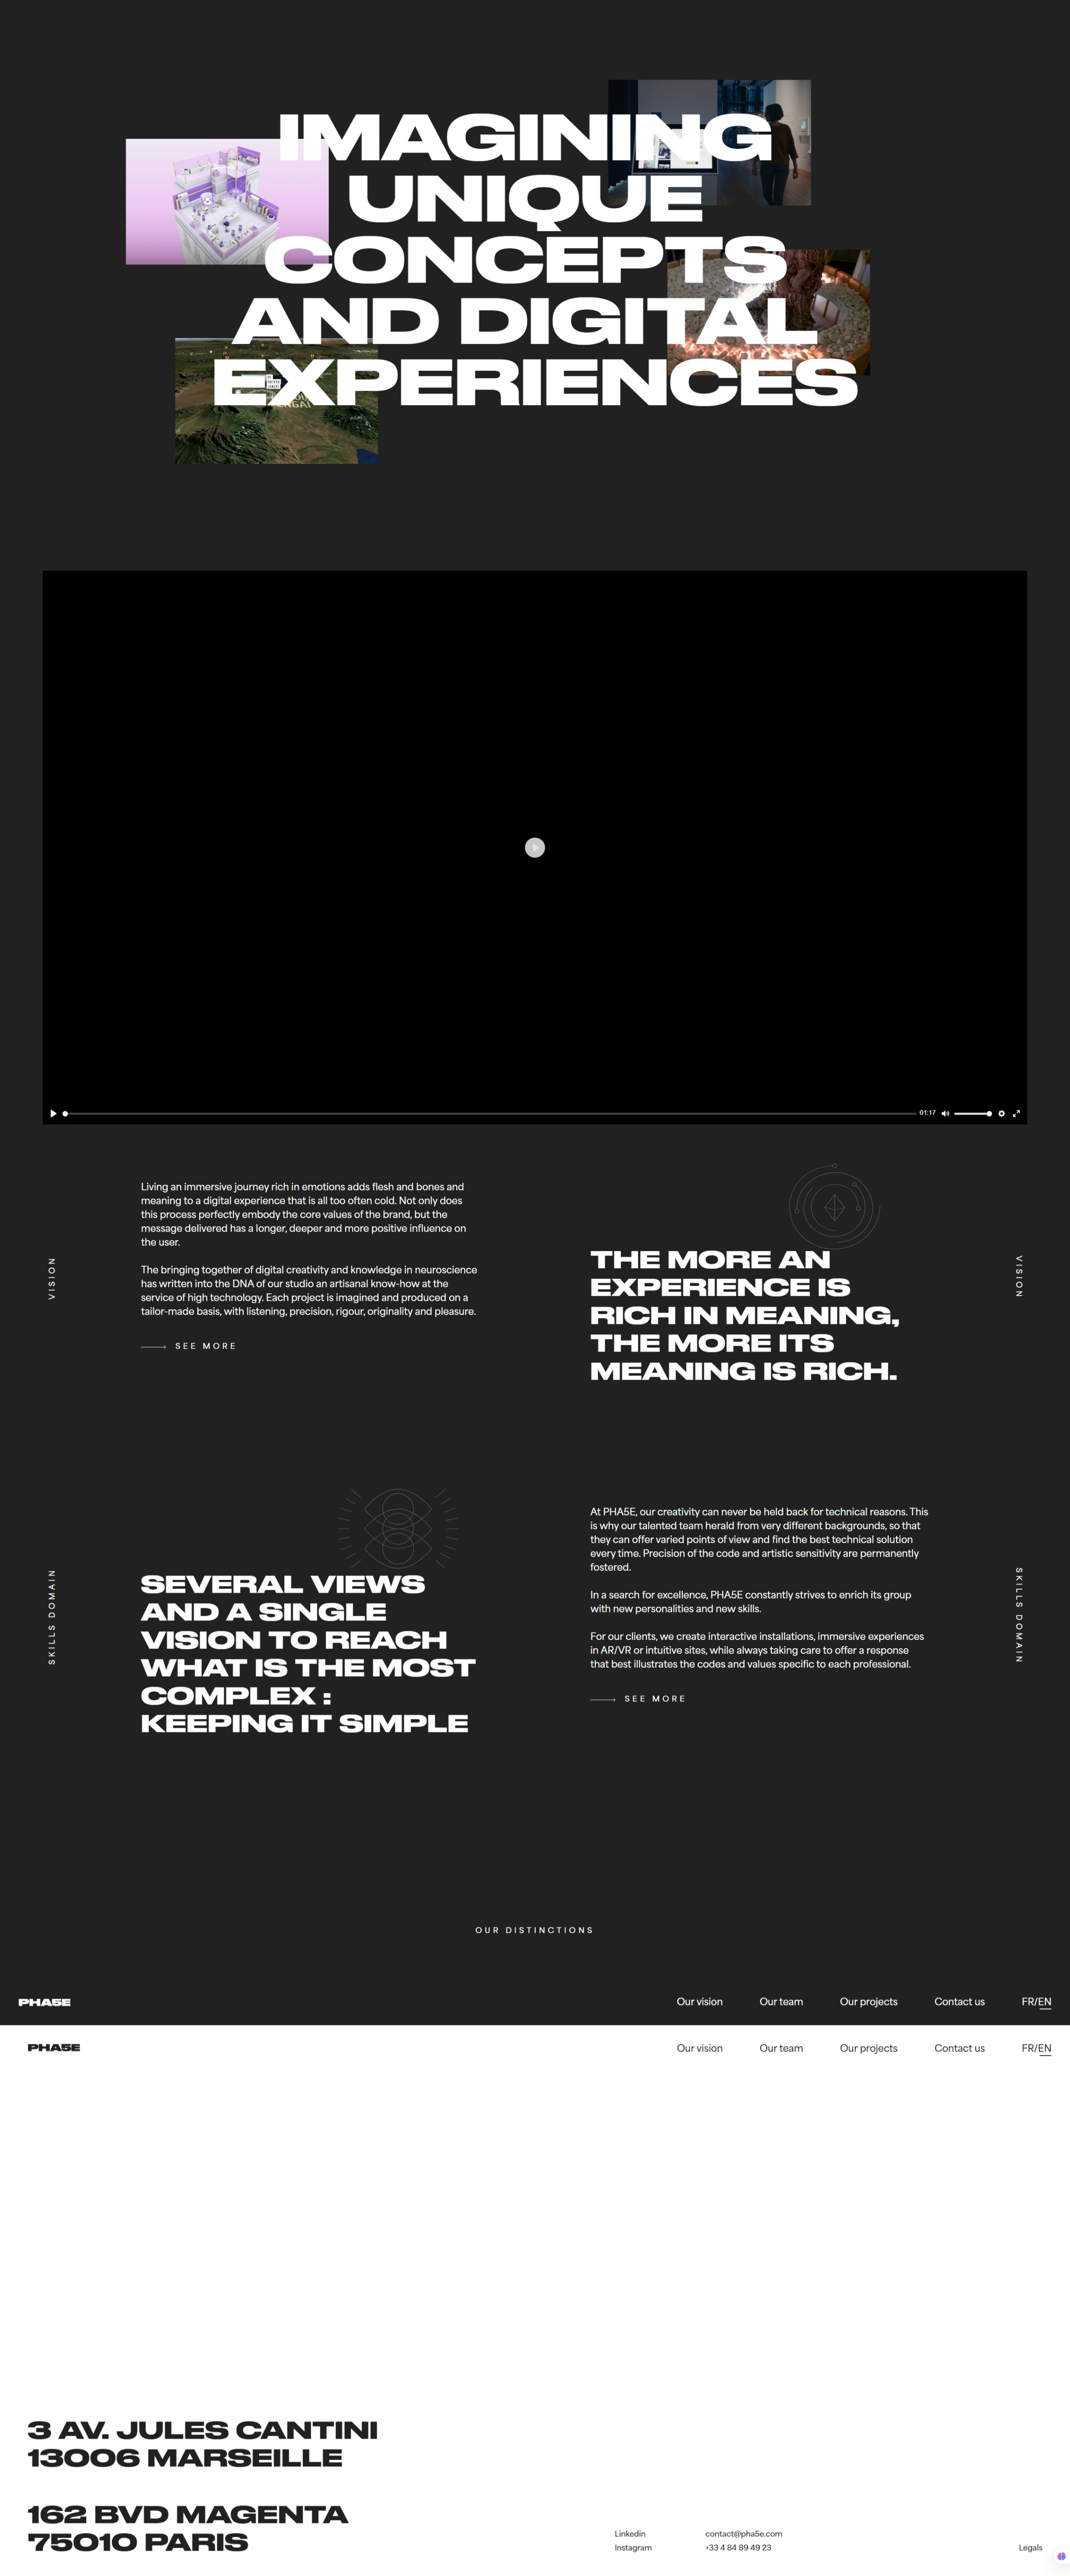 IMAGINING
UNIQUE
CONCEPTS
AND DIGITAL
EXPERIENCES
01:17
VISION
Living an immersive journey rich in emotions adds flesh and bones and
meaning to a digital experience that is all too often cold. Not only does
this process perfectly embody the core values of the brand, but the
message delivered has a longer, deeper and more positive influence on
the user.
The bringing together of digital creativity and knowledge in neuroscience
has written into the DNA of our studio an artisanal know-how at the
service of high technology. Each project is imagined and produced on a
tailor-made basis, with listening, precision, rigour, originality and pleasure.
SEE MORE
THE MORE AN
EXPERIENCE IS
RICH IN MEANING,
THE MORE ITS
MEANING IS RICH.
VISION
SKILLS DOMAIN
SEVERAL VIEWS
AND A SINGLE
VISION TO REACH
WHAT IS THE MOST
COMPLEX :
KEEPING IT SIMPLE
At PHA5E, our creativity can never be held back for technical reasons. This
is why our talented team herald from very different backgrounds, so that
they can offer varied points of view and find the best technical solution
every time. Precision of the code and artistic sensitivity are permanently
fostered.
In a search for excellence, PHA5E constantly strives to enrich its group
with new personalities and new skills.
For our clients, we create interactive installations, immersive experiences
in AR/VR or intuitive sites, while always taking care to offer a experience
that best illustrates the codes and values specific to each professional.
SEE MORE
SKILLS DOMAIN
OUR DISTINCTIONS
PHA5E
Our vision
Our team
Our projects
Contact us
FR/EN
PHA5E
Our vision
Our team
Our projects
Contact us
FR/EN
3 AV. JULES CANTINI
13006 MARSEILLE
162 BVD MAGENTA
75010 PARIS
Linkedin
Instagram
contact@pha5e.com
+33 4 84 89 49 23
Legals